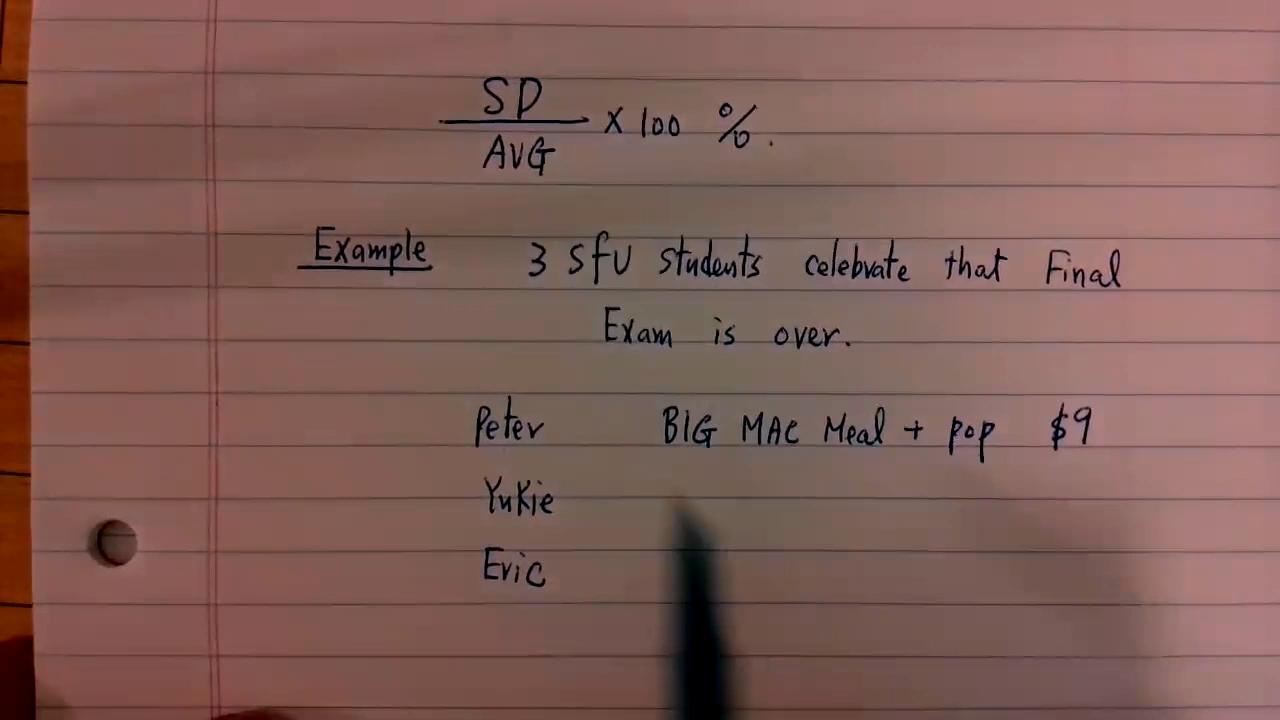 SD
AVG × 100 %.
Example 3 SFU students celebrate that Final
Exam is over.
Peter BIG MAC Meal + pop $9
Yukie
Eric